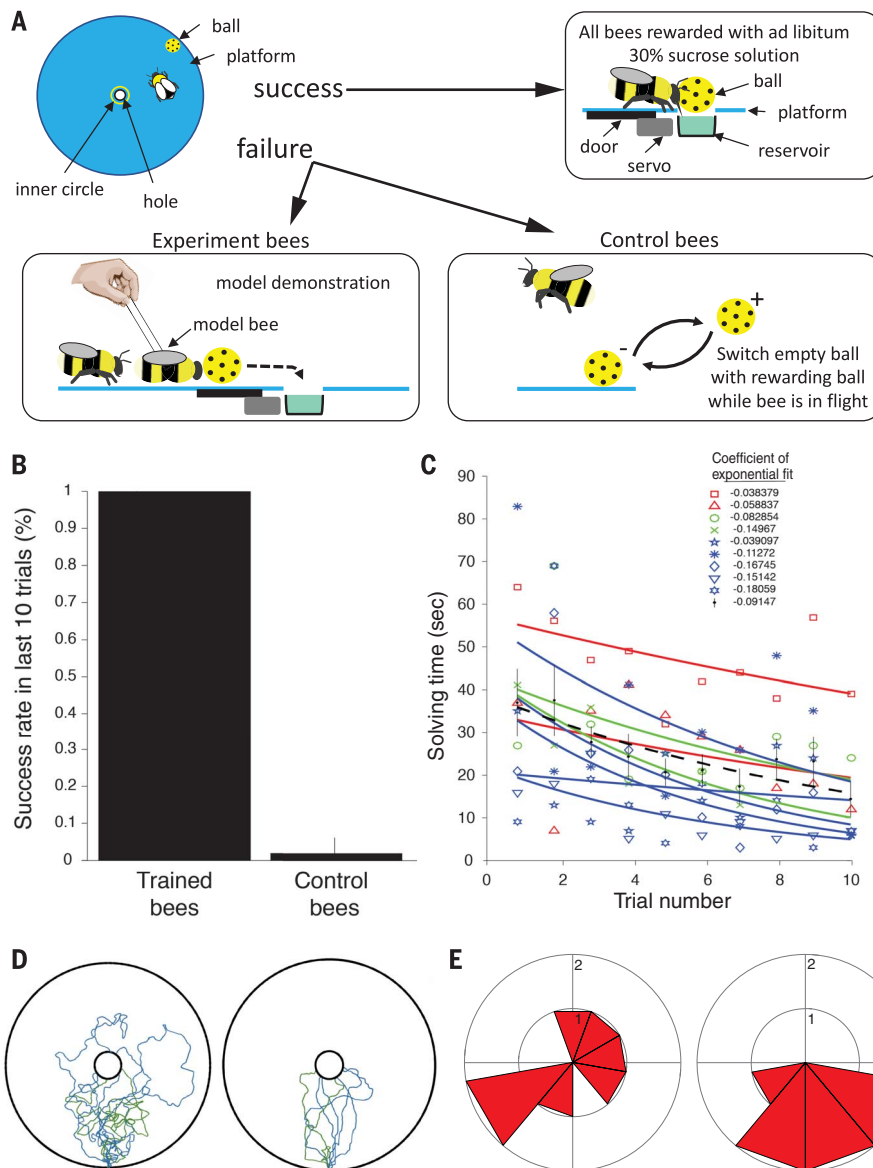 A
ball
platform
success
failure
inner circle
hole
All bees rewarded with ad libitum
30% sucrose solution
ball
platform
door
servo
reservoir
Experiment bees
model demonstration
model bee
Control bees
+
-
Switch empty ball
with rewarding ball
while bee is in flight
B
Success rate in last 10 trials (%)
1
0.9
0.8
0.7
0.6
0.5
0.4
0.3
0.2
0.1
0
Trained
bees
Control
bees
C
Solving time (sec)
90
80
70
60
50
40
30
20
10
0
0 2 4 6 8 10
Trial number
Coefficient of
exponential fit
-0.038379
-0.058837
-0.082854
-0.14967
-0.039097
-0.11272
-0.16745
-0.15142
-0.18059
-0.09147
D
E
2
1
2
1